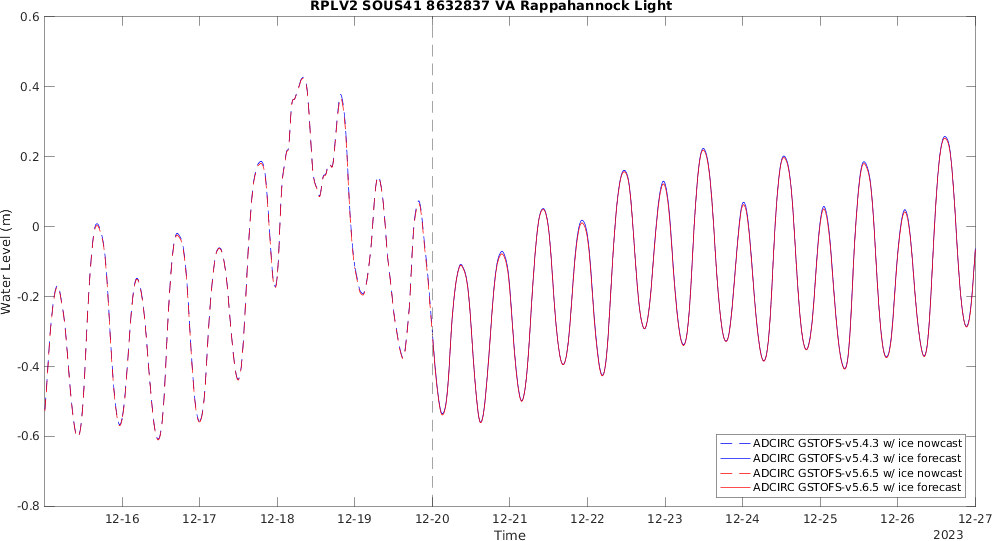 RPLV2 SOUS41 8632837 VA Rappahannock Light
0.6
0.4
0.2
0
-0.2
-0.4
-0.6
-0.8
Water Level (m)
ADCIRC GSTOFS-v5.4.3 w/ ice nowcast
ADCIRC GSTOFS-v5.4.3 w/ ice forecast
ADCIRC GSTOFS-v5.6.5 w/ ice nowcast
ADCIRC GSTOFS-v5.6.5 w/ ice forecast
12-16 12-17 12-18 12-19 12-20 12-21 12-22 12-23 12-24 12-25 12-26 12-27
Time
2023